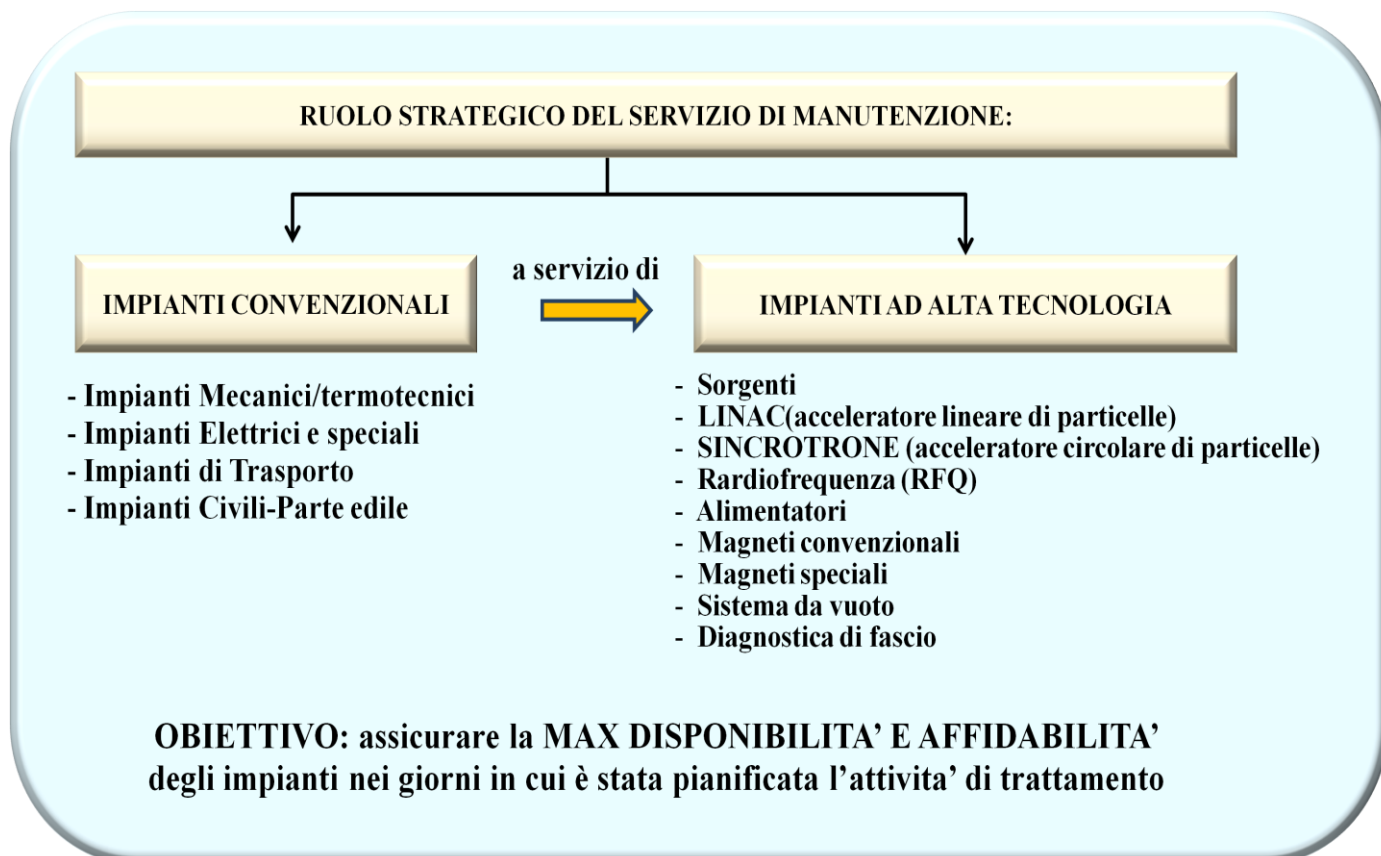 RUOLO STRATEGICO DEL SERVIZIO DI MANUTENZIONE:
IMPIANTI CONVENZIONALI
a servizio di
IMPIANTI AD ALTA TECNOLOGIA
- Impianti Mecanici/termotecnici
- Impianti Elettrici e speciali
- Impianti di Trasporto
- Impianti Civili-Parte edile
- Sorgenti
- LINAC(acceleratore lineare di particelle)
- SINCROTRONE (acceleratore circolare di particelle)
- Rardiofrequenza (RFQ)
- Alimentatori
- Magneti convenzionali
- Magneti speciali
- Sistema da vuoto
- Diagnostica di fascio
OBIETTIVO: assicurare la MAX DISPONIBILITA’ E AFFIDABILITA’
degli impianti nei giorni in cui è stata pianificata l’attivita’ di trattamento